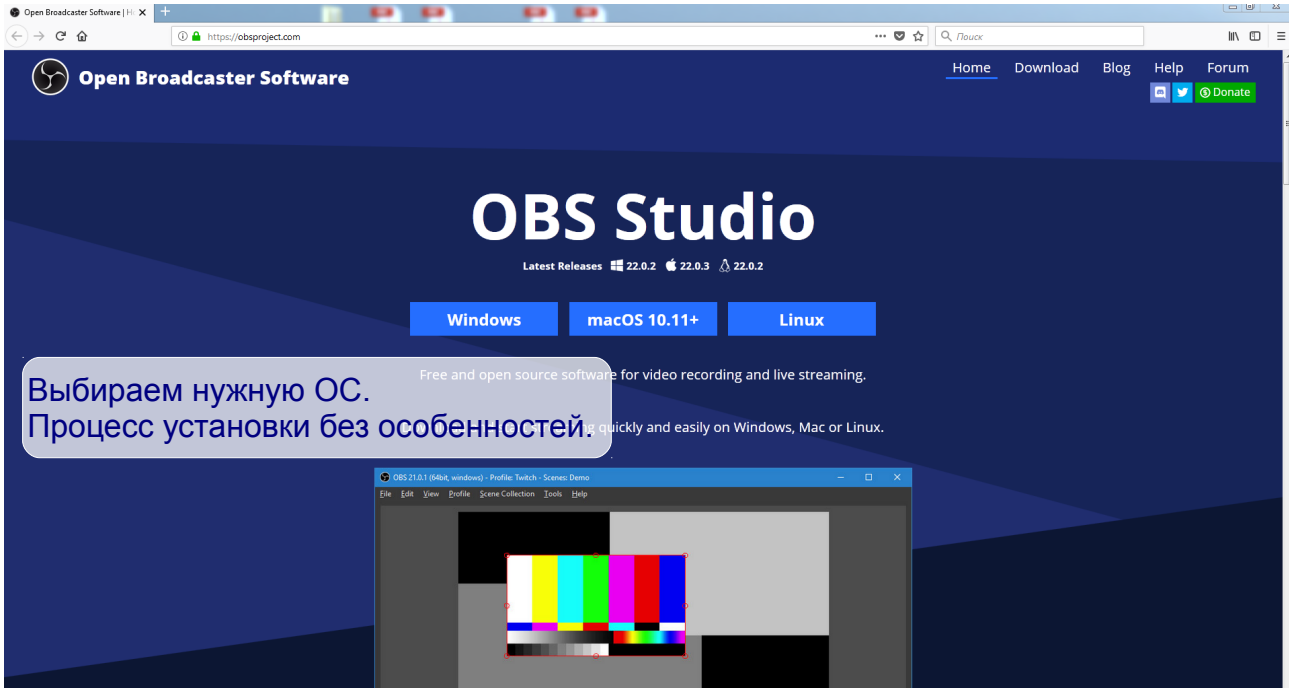 Open Broadcaster Software | H
https://obsproject.com
Поиск
Open Broadcaster Software
Home Download Blog Help Forum
Donate
OBS Studio
Latest Releases 22.0.2 22.0.3 22.0.2
Windows macOS 10.11+ Linux
Free and open source software for video recording and live streaming.
Выбираем нужную ОС.
Процесс установки без особенностей.
quickly and easily on Windows, Mac or Linux.
OBS 21.0.1 (64bit, windows) - Profile: Twitch - Scenes: Demo
File Edit View Profile Scene Collection Tools Help